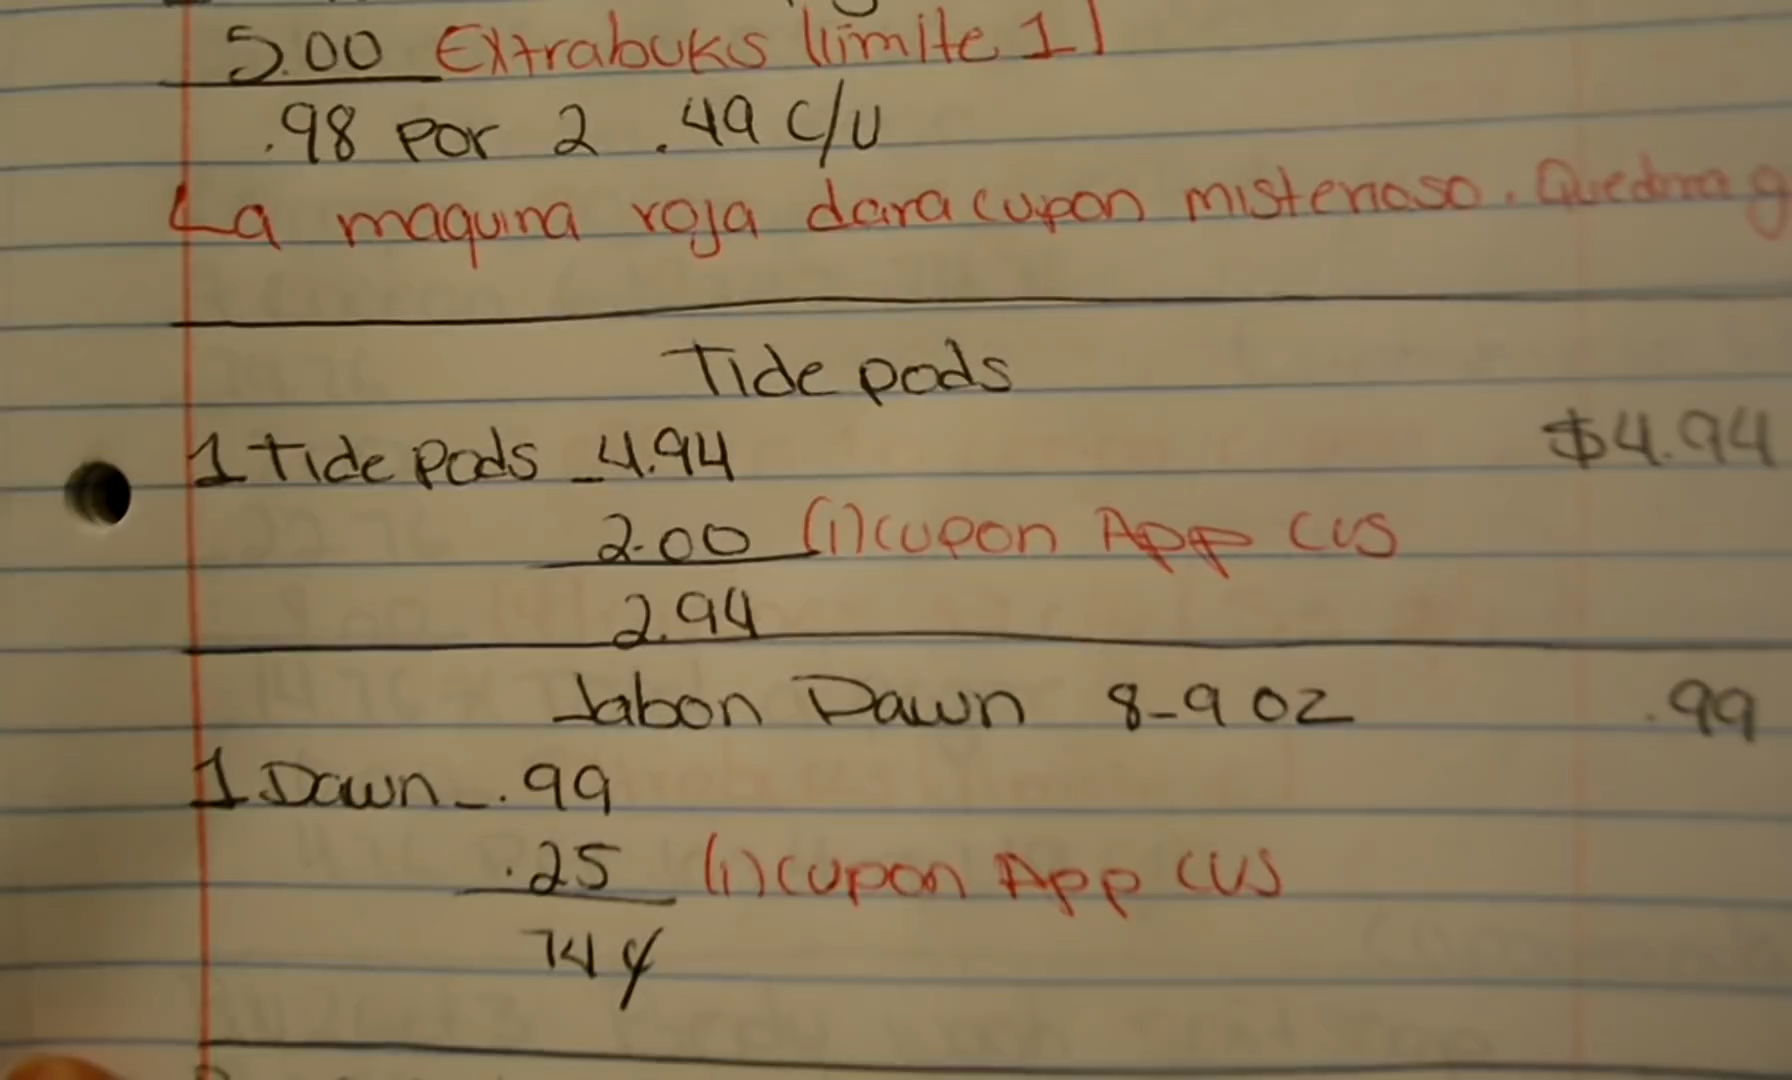 5.00 Extrabuks limite 1)
.98 por 2 .49 c/u
La maquina roja dara cupon misterioso. Quedara
Tide pods
1 Tide pods 4.94 $4.94
2.00 (1) cupon App CVS
2.94
Jabon Dawn 8-9 oz .99
1 Dawn .99
.25 (1) cupon App CVS
74¢